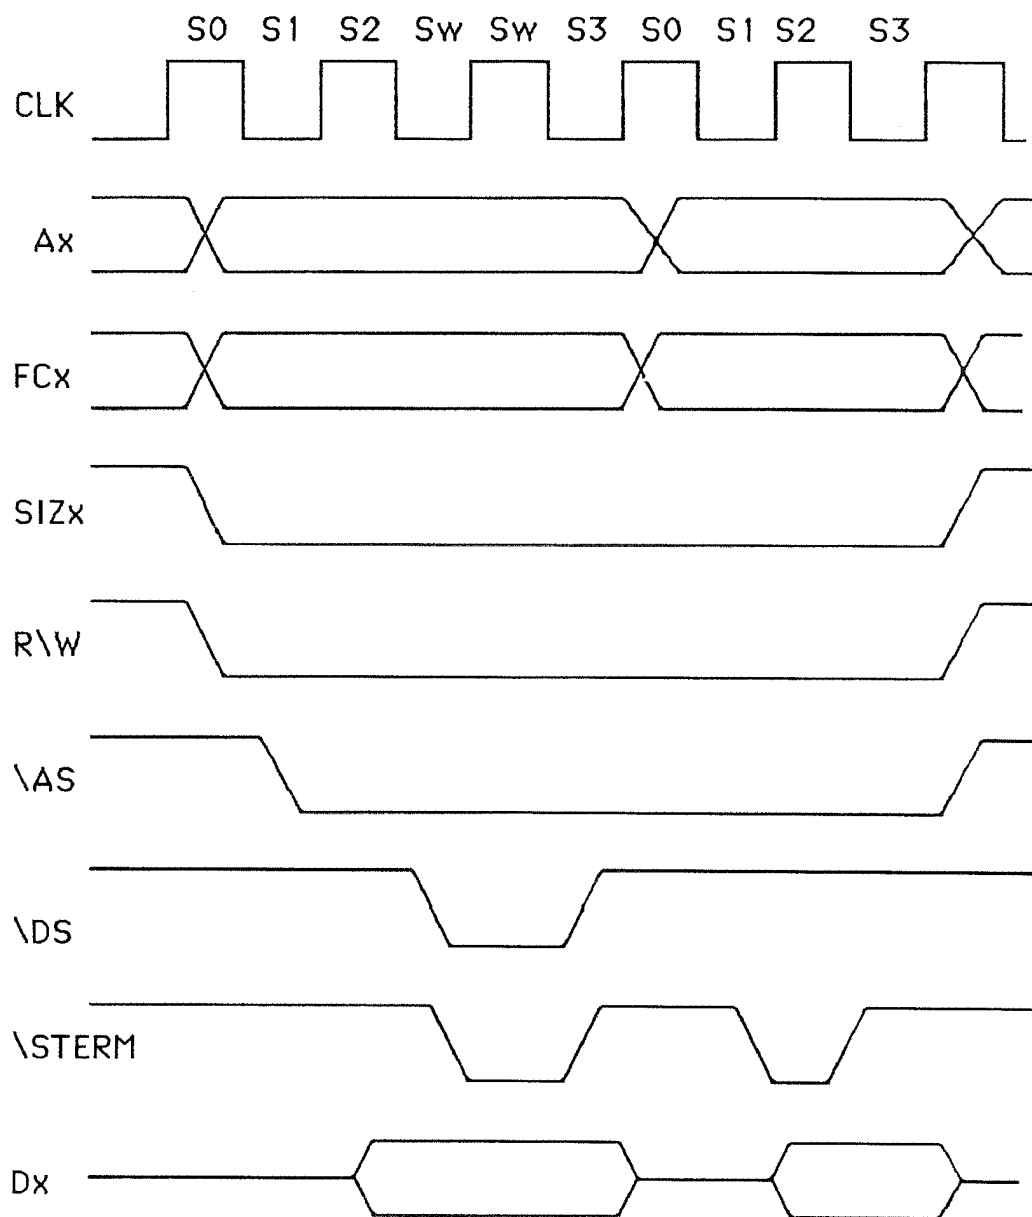 S0 S1 S2 Sw Sw S3 S0 S1 S2 S3
CLK
Ax
FCx
SIZx
R\W
\AS
\DS
\STERM
Dx